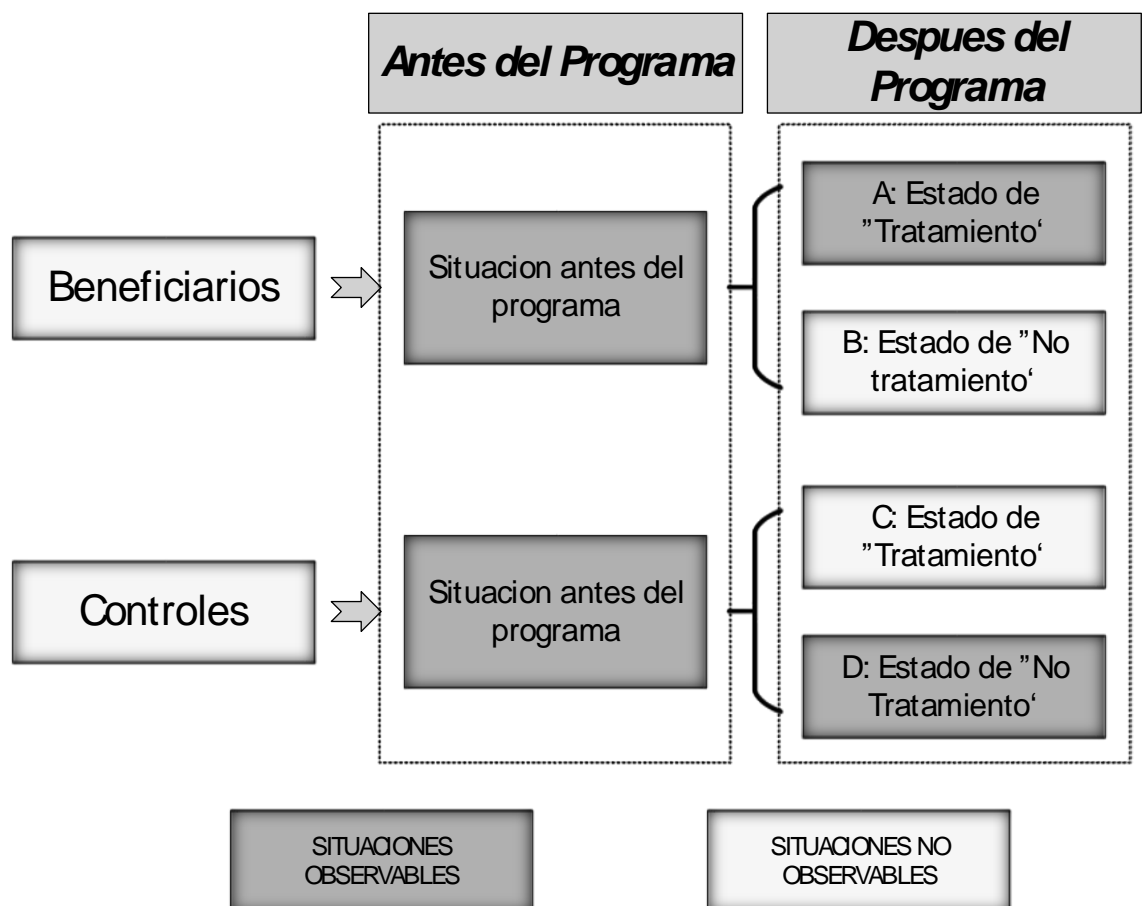 Antes del Programa
Despues del
Programa
Beneficiarios
Situacion antes del
programa
A: Estado de
”Tratamiento‘
B: Estado de ”No
tratamiento‘
Controles
Situacion antes del
programa
C: Estado de
”Tratamiento‘
D: Estado de ”No
Tratamiento‘
SITUACIONES
OBSERVABLES
SITUACIONES NO
OBSERVABLES